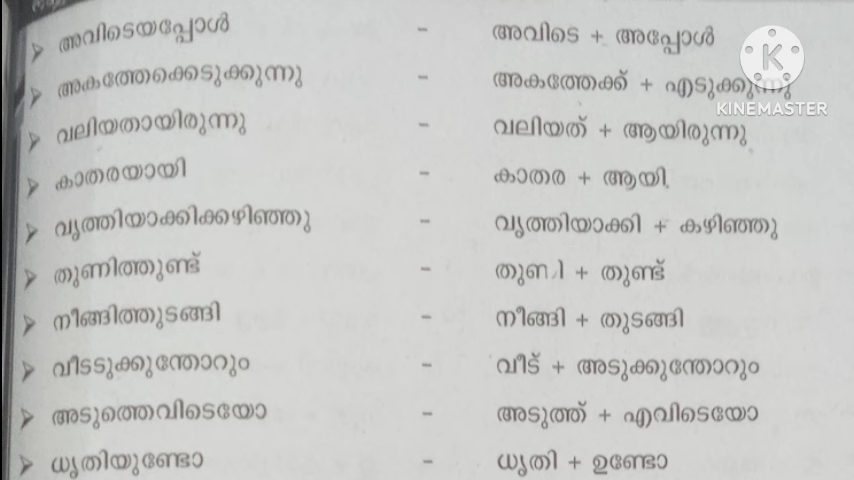 അവിടെയപ്പോൾ - അവിടെ + അപ്പോൾ
അകത്തേക്കെടുക്കുന്നു - അകത്തേക്ക് + എടുക്കുന്നു
വലിയതായിരുന്നു - വലിയത് + ആയിരുന്നു
കാതരയായി - കാതര + ആയി
വൃത്തിയാക്കിക്കഴിഞ്ഞു - വൃത്തിയാക്കി + കഴിഞ്ഞു
തുണിത്തുണ്ട് - തുണി + തുണ്ട്
നീങ്ങിത്തുടങ്ങി - നീങ്ങി + തുടങ്ങി
വീടടുക്കുന്തോറും - വീട് + അടുക്കുന്തോറും
അടുത്തെവിടെയോ - അടുത്ത് + എവിടെയോ
ധൃതിയുണ്ടോ - ധൃതി + ഉണ്ടോ
K
KINEMASTER